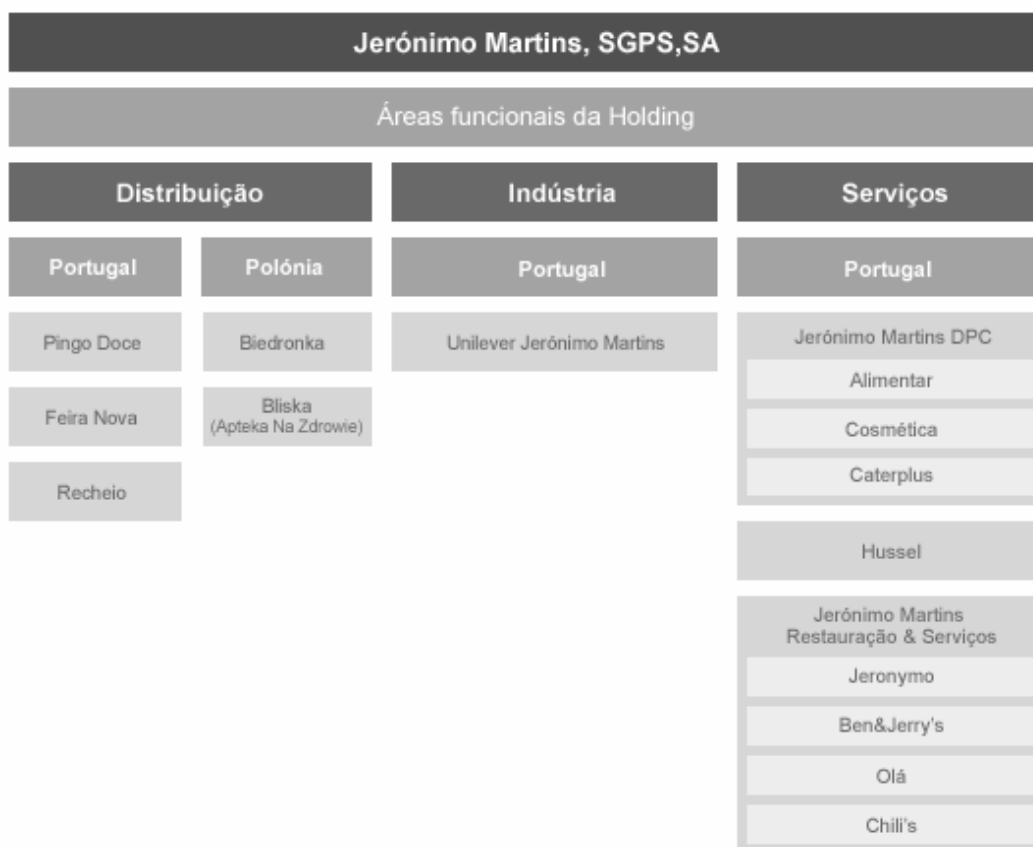 Jerónimo Martins, SGPS,SA
Áreas funcionais da Holding
Distribuição
Portugal
Pingo Doce
Feira Nova
Recheio
Polónia
Biedronka
Bliska
(Apteka Na Zdrowie)
Indústria
Portugal
Unilever Jerónimo Martins
Serviços
Portugal
Jerónimo Martins DPC
Alimentar
Cosmética
Caterplus
Hussel
Jerónimo Martins
Restauração & Serviços
Jeronymo
Ben&Jerry's
Olá
Chili's